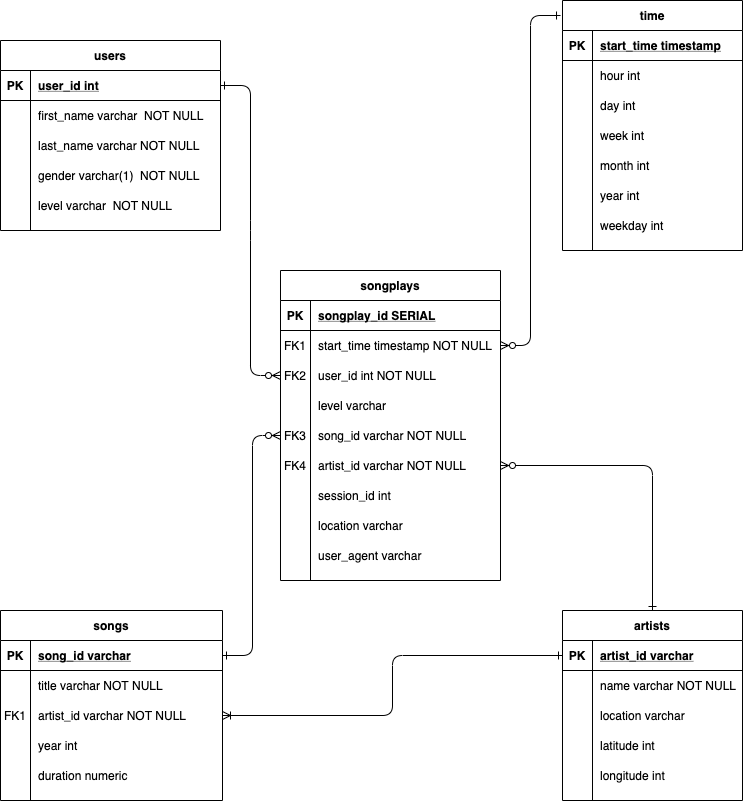 time
PK start_time timestamp
hour int
day int
week int
month int
year int
weekday int
users
PK user_id int
first_name varchar  NOT NULL
last_name varchar NOT NULL
gender varchar(1)  NOT NULL
level varchar  NOT NULL
songplays
PK songplay_id SERIAL
FK1 start_time timestamp NOT NULL
FK2 user_id int NOT NULL
level varchar
FK3 song_id varchar NOT NULL
FK4 artist_id varchar NOT NULL
session_id int
location varchar
user_agent varchar
songs
PK song_id varchar
title varchar NOT NULL
FK1 artist_id varchar NOT NULL
year int
duration numeric
artists
PK artist_id varchar
name varchar NOT NULL
location varchar
latitude int
longitude int